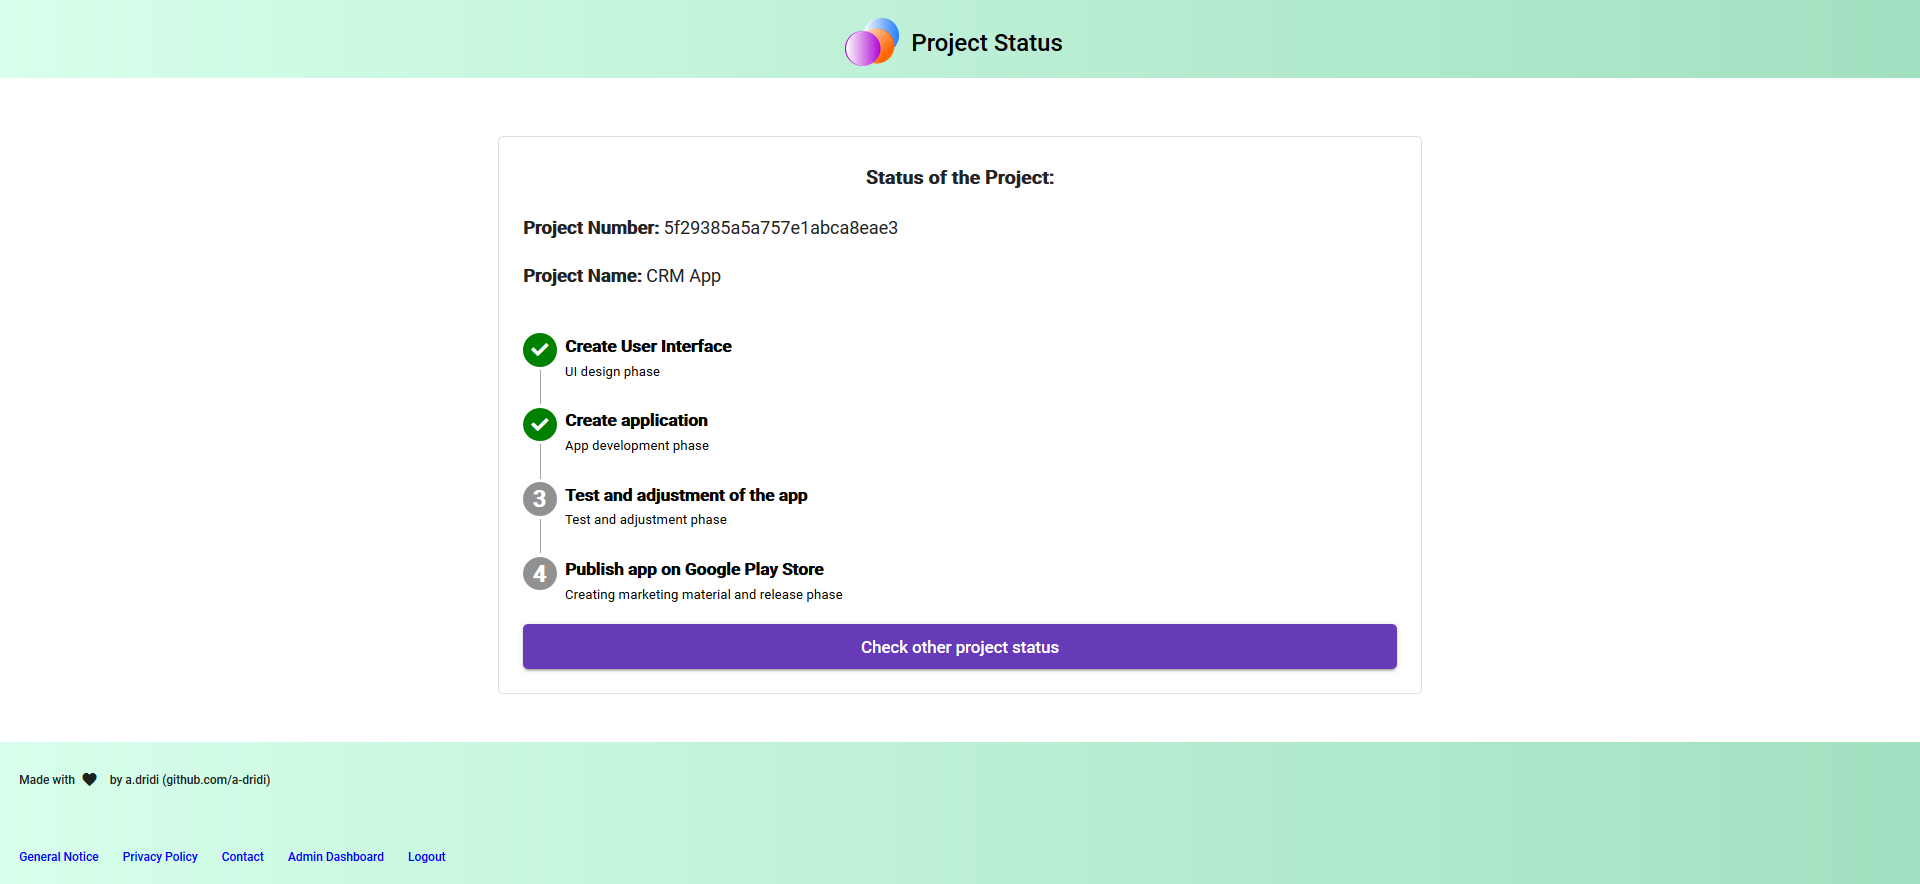 Project Status
Status of the Project:
Project Number: 5f29385a5a757e1abca8eae3
Project Name: CRM App
Create User Interface
UI design phase
Create application
App development phase
3 Test and adjustment of the app
Test and adjustment phase
4 Publish app on Google Play Store
Creating marketing material and release phase
Check other project status
Made with ♥ by a.dridi (github.com/a-dridi)
General Notice Privacy Policy Contact Admin Dashboard Logout